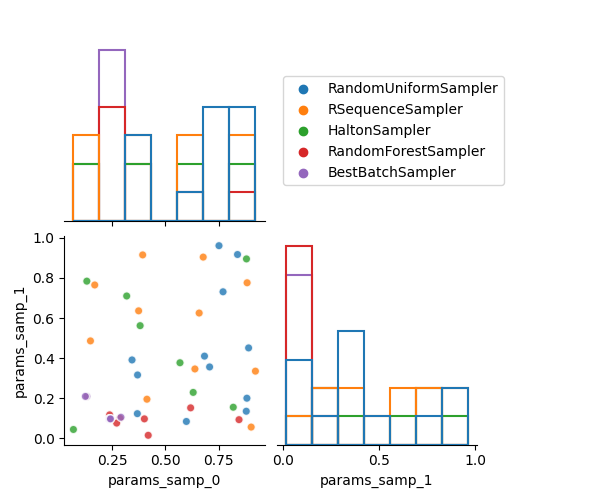 RandomUniformSampler
RSequenceSampler
HaltonSampler
RandomForestSampler
BestBatchSampler
1.0
0.8
0.6
0.4
0.2
0.0
params_samp_1
0.25 0.50 0.75
params_samp_0
0.0 0.5 1.0
params_samp_1